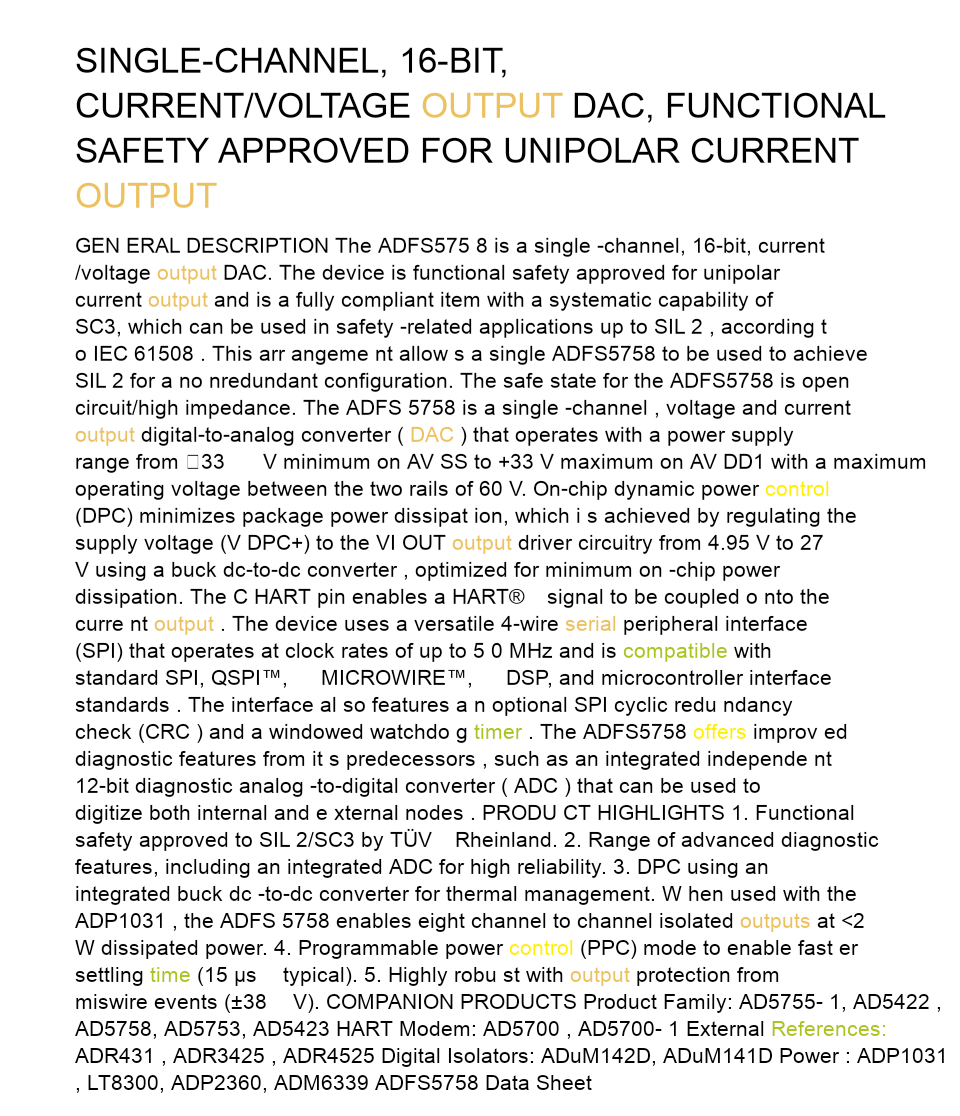 SINGLE-CHANNEL, 16-BIT,
CURRENT/VOLTAGE OUTPUT DAC, FUNCTIONAL
SAFETY APPROVED FOR UNIPOLAR CURRENT
OUTPUT
GEN ERAL DESCRIPTION The ADFS575 8 is a single -channel, 16-bit, current
/voltage output DAC. The device is functional safety approved for unipolar
current output and is a fully compliant item with a systematic capability of
SC3, which can be used in safety -related applications up to SIL 2 , according t
o IEC 61508 . This arr angeme nt allow s a single ADFS5758 to be used to achieve
SIL 2 for a no nredundant configuration. The safe state for the ADFS5758 is open
circuit/high impedance. The ADFS 5758 is a single -channel , voltage and current
output digital-to-analog converter ( DAC ) that operates with a power supply
range from □33 V minimum on AV SS to +33 V maximum on AV DD1 with a maximum
operating voltage between the two rails of 60 V. On-chip dynamic power control
(DPC) minimizes package power dissipat ion, which i s achieved by regulating the
supply voltage (V DPC+) to the VI OUT output driver circuitry from 4.95 V to 27
V using a buck dc-to-dc converter , optimized for minimum on -chip power
dissipation. The C HART pin enables a HART® signal to be coupled o nto the
curre nt output . The device uses a versatile 4-wire serial peripheral interface
(SPI) that operates at clock rates of up to 5 0 MHz and is compatible with
standard SPI, QSPI™, MICROWIRE™, DSP, and microcontroller interface
standards . The interface al so features a n optional SPI cyclic redu ndancy
check (CRC ) and a windowed watchdo g timer . The ADFS5758 offers improv ed
diagnostic features from it s predecessors , such as an integrated independe nt
12-bit diagnostic analog -to-digital converter ( ADC ) that can be used to
digitize both internal and e xternal nodes . PRODU CT HIGHLIGHTS 1. Functional
safety approved to SIL 2/SC3 by TÜV Rheinland. 2. Range of advanced diagnostic
features, including an integrated ADC for high reliability. 3. DPC using an
integrated buck dc -to-dc converter for thermal management. W hen used with the
ADP1031 , the ADFS 5758 enables eight channel to channel isolated outputs at <2
W dissipated power. 4. Programmable power control (PPC) mode to enable fast er
settling time (15 µs typical). 5. Highly robu st with output protection from
miswire events (±38 V). COMPANION PRODUCTS Product Family: AD5755- 1, AD5422 ,
AD5758, AD5753, AD5423 HART Modem: AD5700 , AD5700- 1 External References:
ADR431 , ADR3425 , ADR4525 Digital Isolators: ADuM142D, ADuM141D Power : ADP1031
, LT8300, ADP2360, ADM6339 ADFS5758 Data Sheet